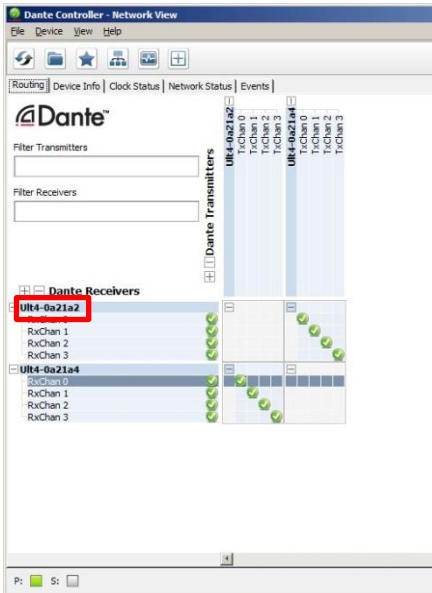 Dante Controller - Network View
File Device View Help
Routing Device Info Clock Status Network Status Events
Dante™
Filter Transmitters
Filter Receivers
Dante Transmitters
Ult4-0a21a2
TxChan 0
TxChan 1
TxChan 2
TxChan 3
Ult4-0a21a4
TxChan 0
TxChan 1
TxChan 2
TxChan 3
Dante Receivers
Ult4-0a21a2
RxChan 1
RxChan 2
RxChan 3
Ult4-0a21a4
RxChan 0
RxChan 1
RxChan 2
RxChan 3
P: S: